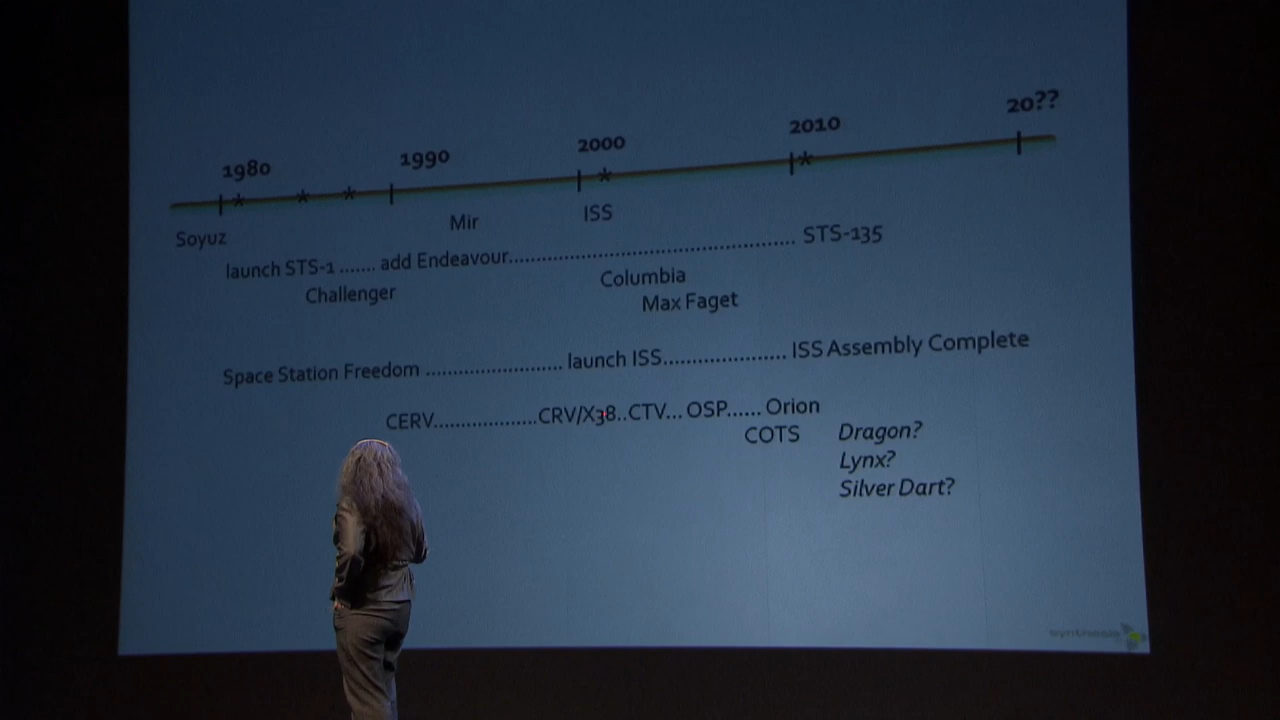 1980 1990 2000 2010 20??
Soyuz Mir ISS
launch STS-1 ....... add Endeavour.......................................................... STS-135
Challenger Columbia
Max Faget
Space Station Freedom ........................ launch ISS...................... ISS Assembly Complete
CERV..................CRV/X38..CTV... OSP...... Orion
COTS Dragon?
Lynx?
Silver Dart?
synthesis